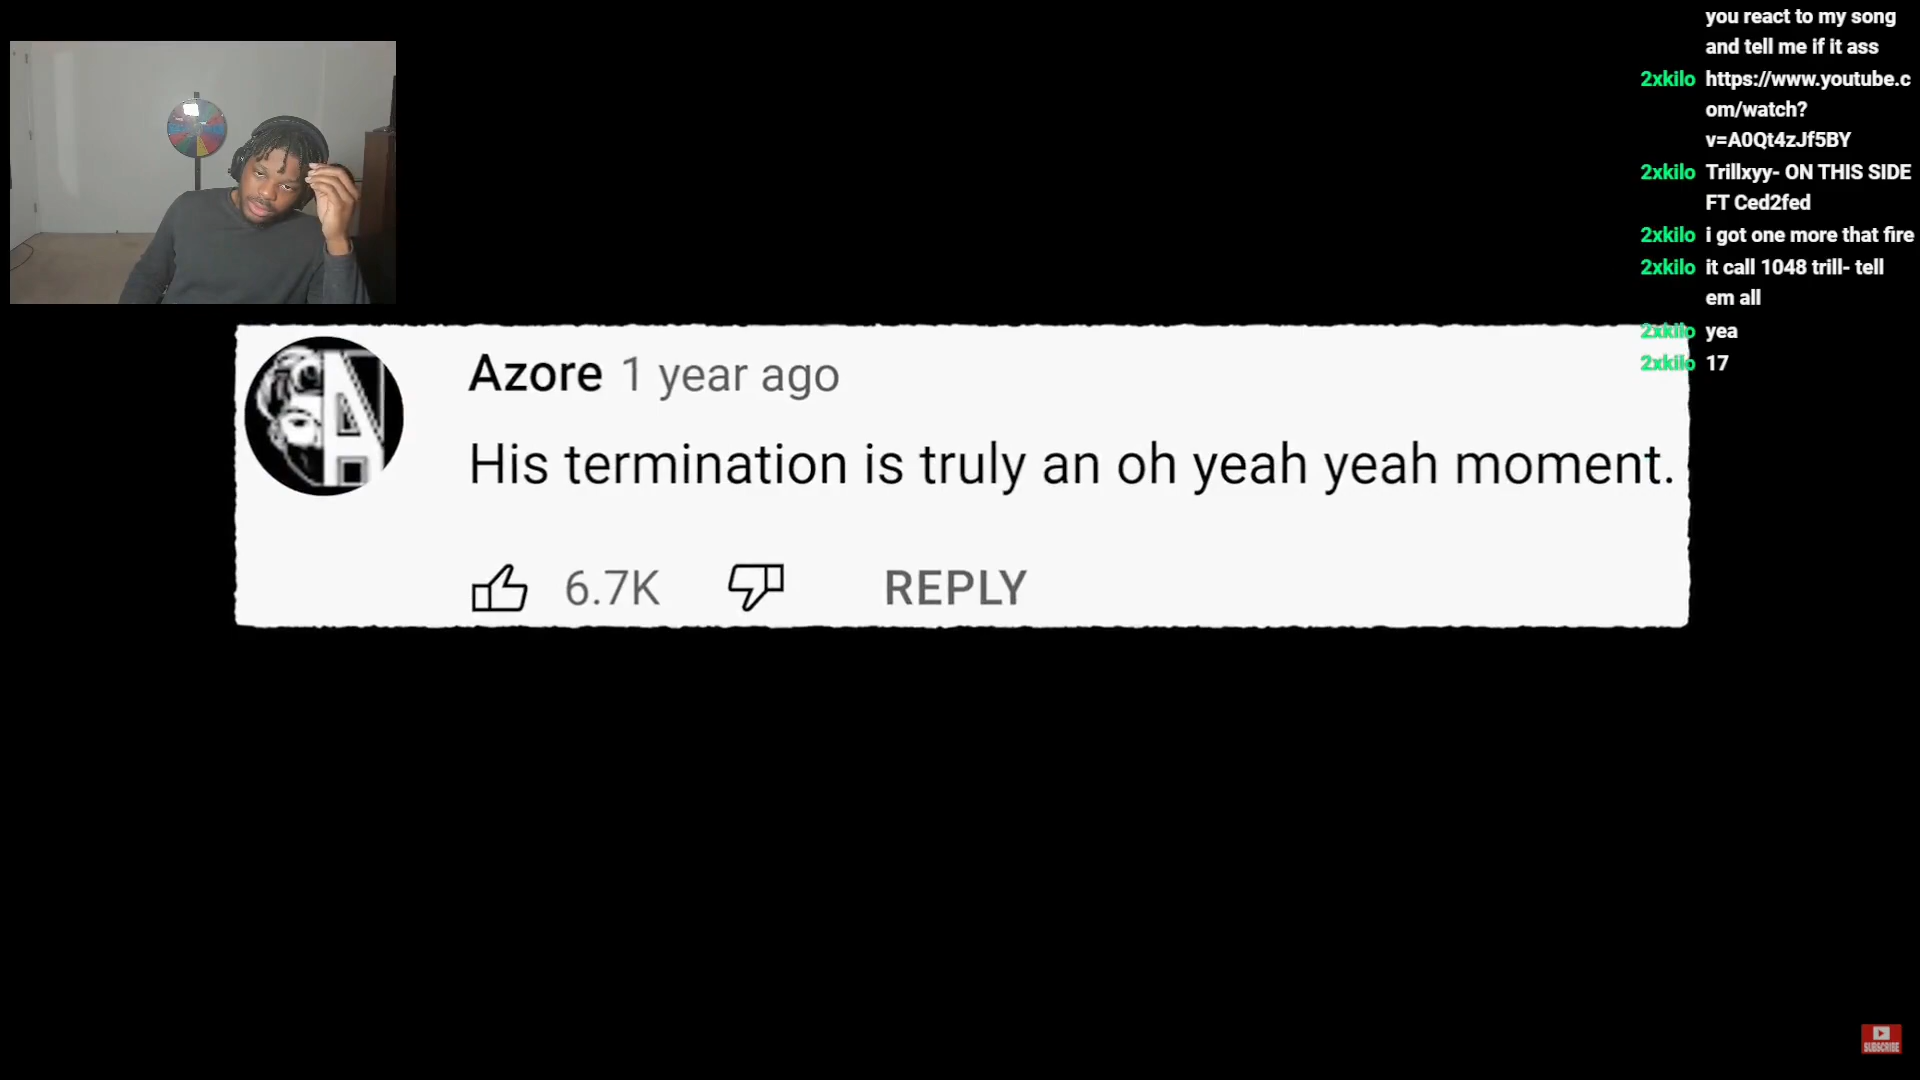 you react to my song
and tell me if it ass
2xkilo https://www.youtube.c
om/watch?
v=A0Qt4zJf5BY
2xkilo Trillxyy- ON THIS SIDE
FT Ced2fed
2xkilo i got one more that fire
2xkilo it call 1048 trill- tell
em all
2xkilo yea
2xkilo 17
Azore 1 year ago
His termination is truly an oh yeah yeah moment.
6.7K REPLY
SUBSCRIBE